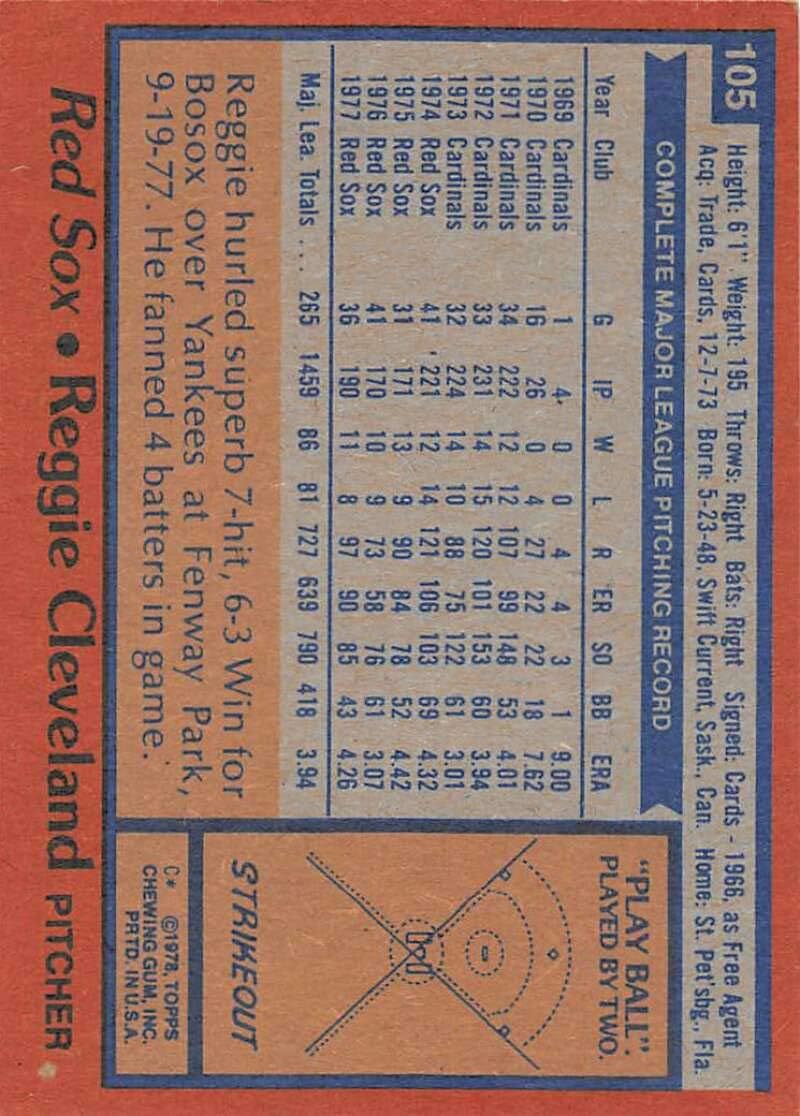 105
Height: 6'1" Weight: 195 Throws: Right Bats: Right Signed: Cards - 1966, as Free Agent
Acq: Trade, Cards, 12-7-73 Born: 5-23-48, Swift Current, Sask., Can. Home: St. Pet'sbg., Fla.
COMPLETE MAJOR LEAGUE PITCHING RECORD
Year Club G IP W L R ER SO BB ERA
1969 Cardinals 1 4 0 0 4 4 3 1 9.00
1970 Cardinals 16 26 0 4 27 22 22 18 7.62
1971 Cardinals 34 222 12 12 107 99 148 53 4.01
1972 Cardinals 33 231 14 15 120 101 153 60 3.94
1973 Cardinals 32 224 14 10 88 75 122 61 3.01
1974 Red Sox 41 221 12 14 121 106 103 69 4.32
1975 Red Sox 31 171 13 9 90 84 78 52 4.42
1976 Red Sox 41 170 10 9 73 58 76 61 3.07
1977 Red Sox 36 190 11 8 97 90 85 43 4.26
Maj. Lea. Totals ... 265 1459 86 81 727 639 790 418 3.94
Reggie hurled superb 7-hit, 6-3 Win for
Bosox over Yankees at Fenway Park,
9-19-77. He fanned 4 batters in game.
"PLAY BALL"
PLAYED BY TWO.
STRIKEOUT
C* ©1978, TOPPS
CHEWING GUM, INC.
PRTD. IN U.S.A.
Red Sox • Reggie Cleveland PITCHER